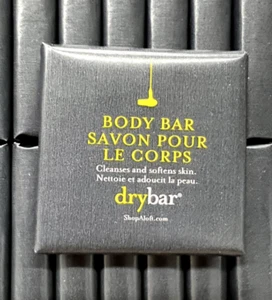 BODY BAR
SAVON POUR
LE CORPS
Cleanses and softens skin.
Nettoie et adoucit la peau.
drybar®
ShopAloft.com